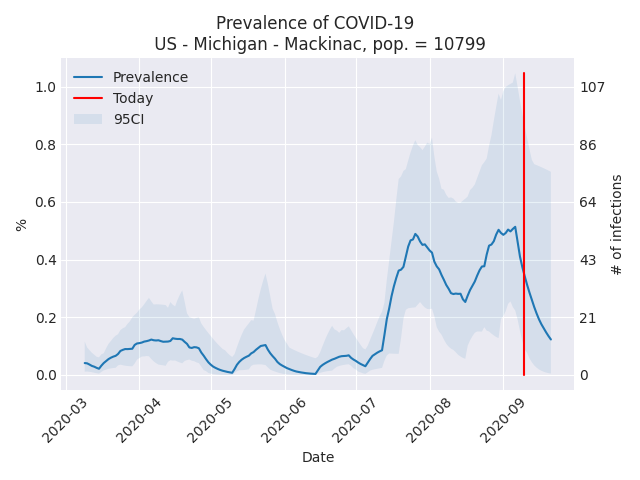 Prevalence of COVID-19
US - Michigan - Mackinac, pop. = 10799
Prevalence
Today
95CI
1.0
0.8
0.6
0.4
0.2
0.0
%
107
86
64
43
21
0
# of infections
2020-03
2020-04
2020-05
2020-06
2020-07
2020-08
2020-09
Date